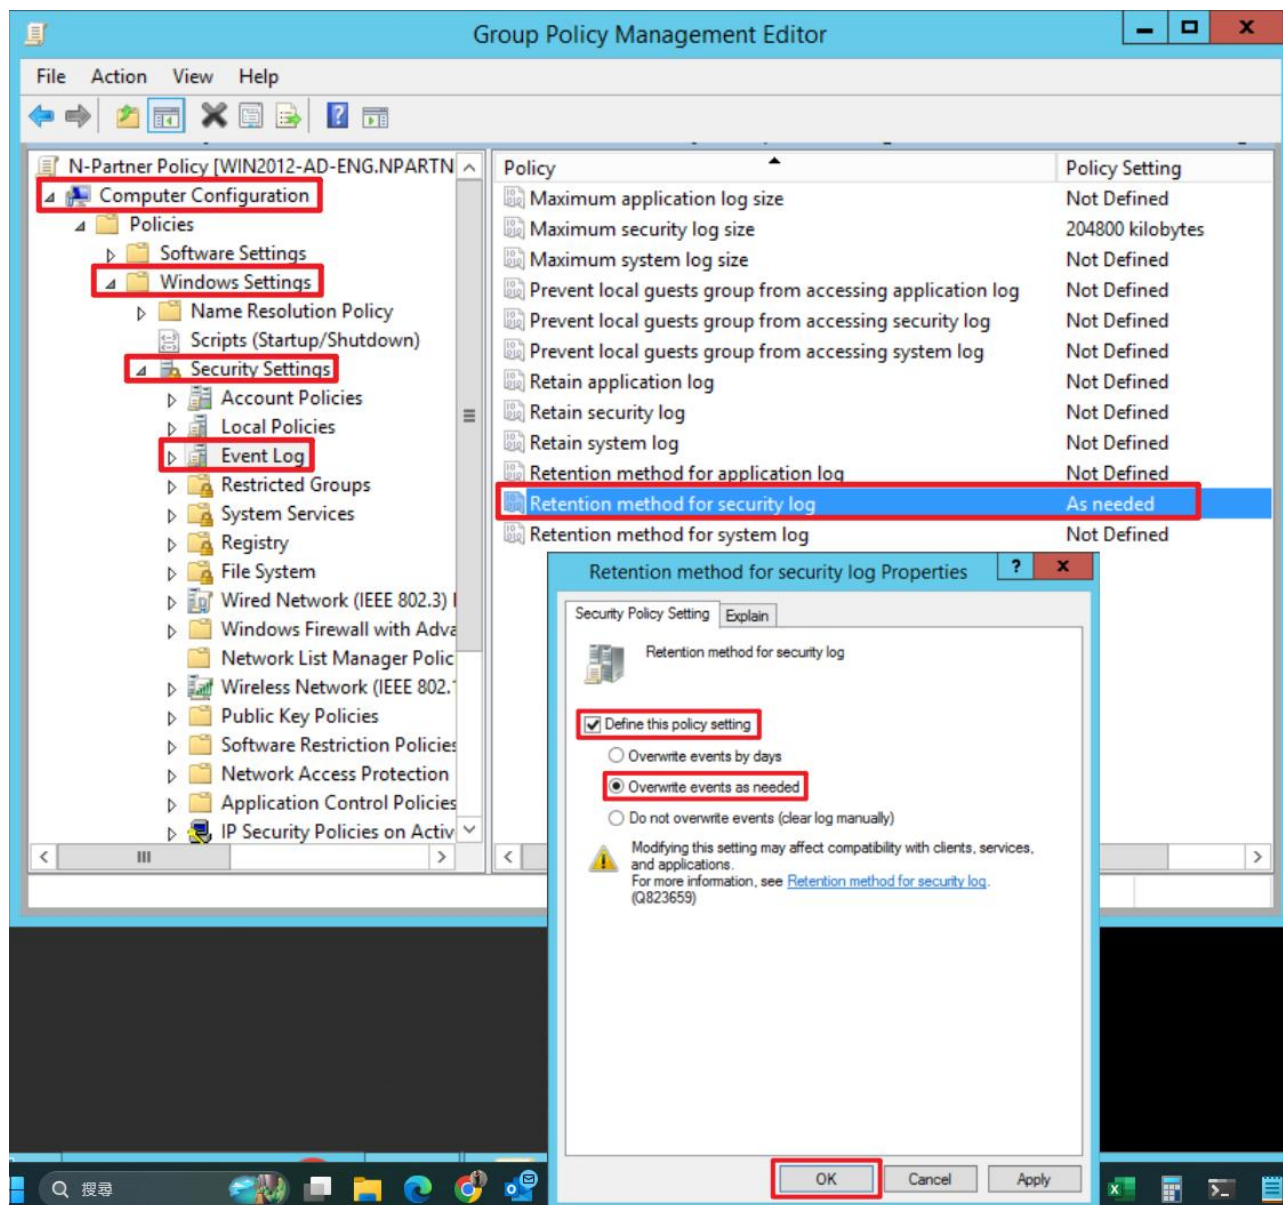 Group Policy Management Editor
File Action View Help
N-Partner Policy [WIN2012-AD-ENG.NPARTN
Computer Configuration
Policies
Software Settings
Windows Settings
Name Resolution Policy
Scripts (Startup/Shutdown)
Security Settings
Account Policies
Local Policies
Event Log
Restricted Groups
System Services
Registry
File System
Wired Network (IEEE 802.3)
Windows Firewall with Adva
Network List Manager Polic
Wireless Network (IEEE 802.1
Public Key Policies
Software Restriction Policies
Network Access Protection
Application Control Policies
IP Security Policies on Activ
Policy Policy Setting
Maximum application log size Not Defined
Maximum security log size 204800 kilobytes
Maximum system log size Not Defined
Prevent local guests group from accessing application log Not Defined
Prevent local guests group from accessing security log Not Defined
Prevent local guests group from accessing system log Not Defined
Retain application log Not Defined
Retain security log Not Defined
Retain system log Not Defined
Retention method for application log Not Defined
Retention method for security log As needed
Retention method for system log Not Defined
Retention method for security log Properties
Security Policy Setting Explain
Retention method for security log
Define this policy setting
Overwrite events by days
Overwrite events as needed
Do not overwrite events (clear log manually)
Modifying this setting may affect compatibility with clients, services,
and applications.
For more information, see Retention method for security log.
(Q823659)
OK Cancel Apply
搜尋